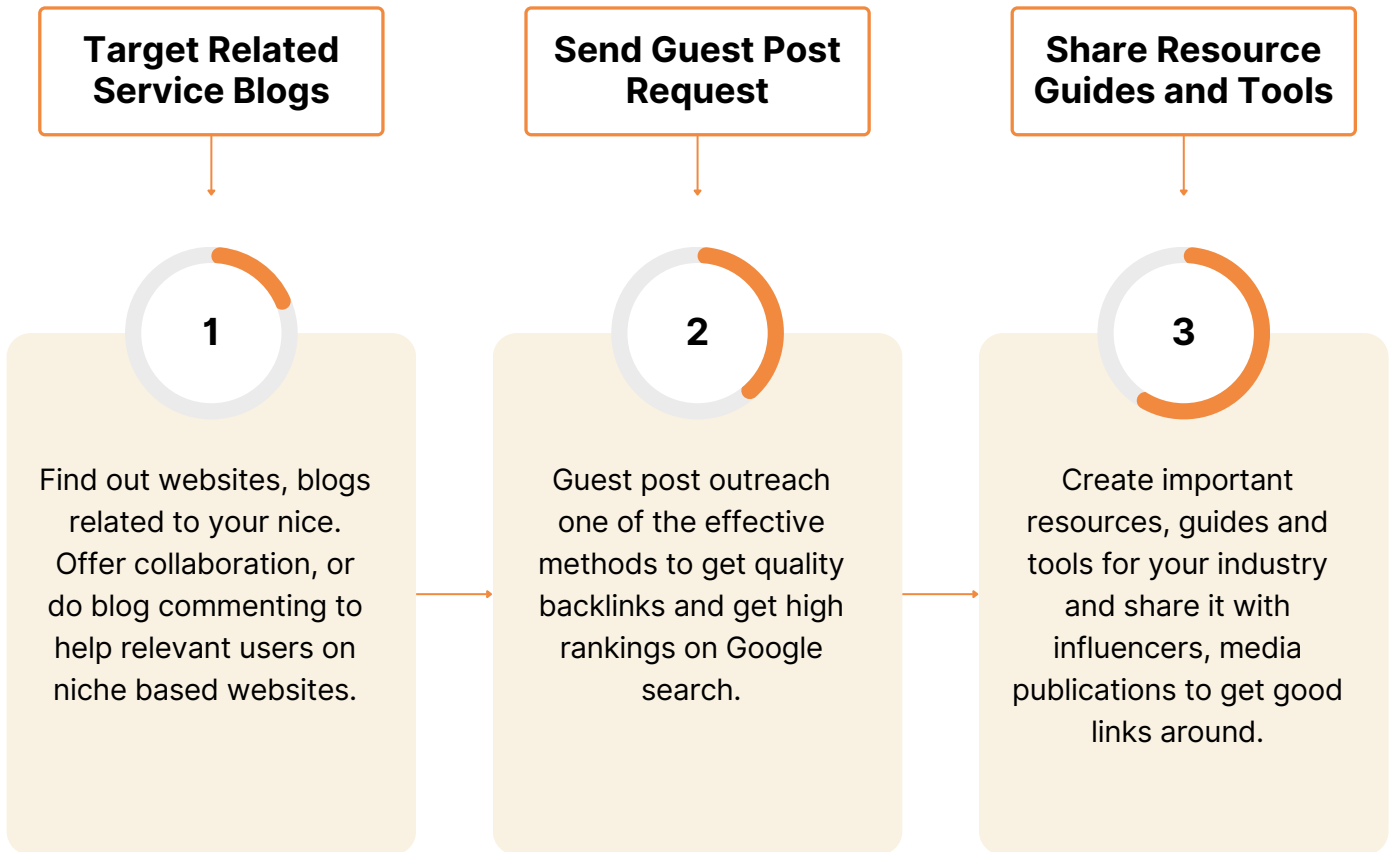 Target Related
Service Blogs
Send Guest Post
Request
Share Resource
Guides and Tools
1
2
3
Find out websites, blogs
related to your nice.
Offer collaboration, or
do blog commenting to
help relevant users on
niche based websites.
Guest post outreach
one of the effective
methods to get quality
backlinks and get high
rankings on Google
search.
Create important
resources, guides and
tools for your industry
and share it with
influencers, media
publications to get good
links around.